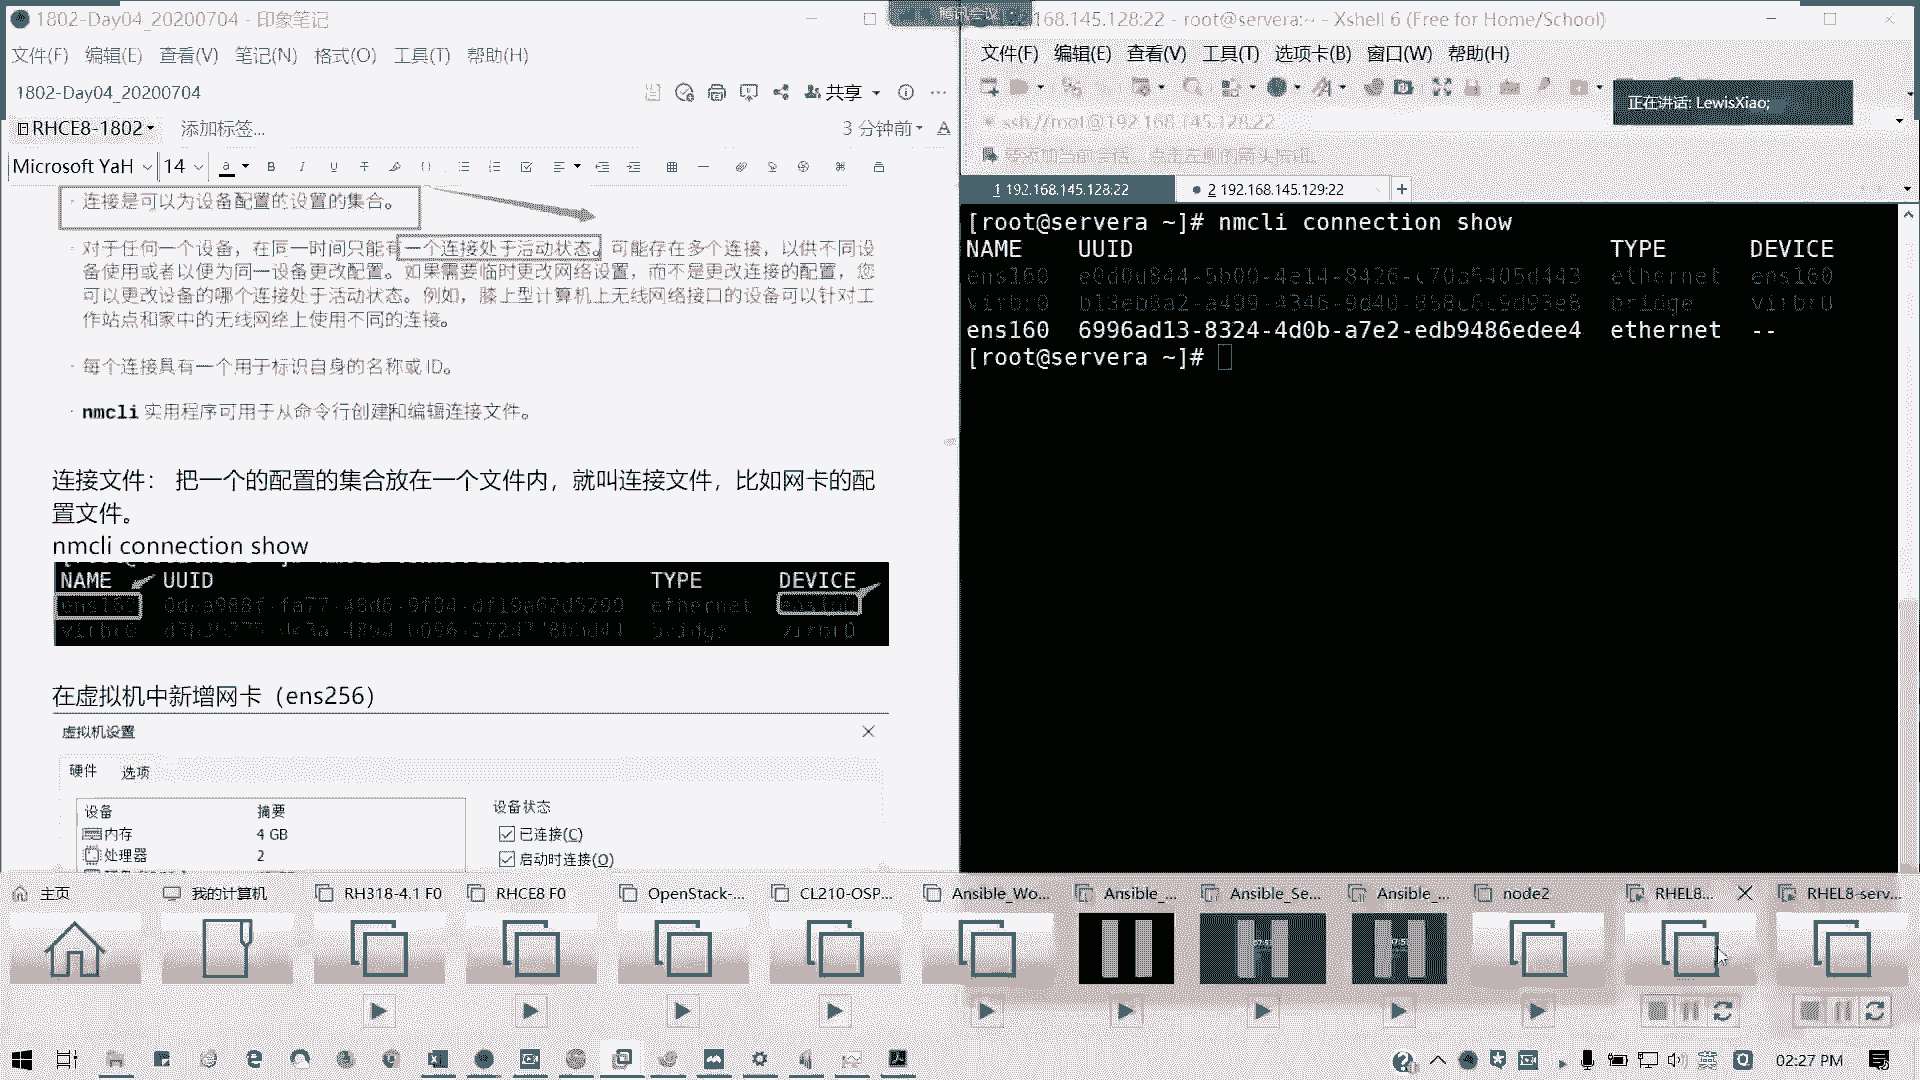 1802-Day04_20200704 - 印象笔记
文件(F) 编辑(E) 查看(V) 笔记(N) 格式(O) 工具(T) 帮助(H)
1802-Day04_20200704
共享
RHCE8-1802 添加标签...
3 分钟前
Microsoft YaH 14
· 连接是可以为设备配置的设置的集合。
· 对于任何一个设备，在同一时间只能有一个连接处于活动状态。可能存在多个连接，以供不同设
备使用或者以便为同一设备更改配置。如果需要临时更改网络设置，而不是更改连接的配置，您
可以更改设备的哪个连接处于活动状态。例如，膝上型计算机上无线网络接口的设备可以针对工
作站点和家中的无线网络上使用不同的连接。
· 每个连接具有一个用于标识自身的名称或 ID。
· nmcli 实用程序可用于从命令行创建和编辑连接文件。
连接文件： 把一个的配置的集合放在一个文件内，就叫连接文件，比如网卡的配
置文件。
nmcli connection show
NAME UUID TYPE DEVICE
virbr0 bridge virbr0
在虚拟机中新增网卡（ens256）
虚拟机设置
硬件 选项
设备 摘要
内存 4 GB
处理器 2
设备状态
已连接(C)
启动时连接(O)
腾讯会议
168.145.128:22 - root@servera:~ - Xshell 6 (Free for Home/School)
文件(F) 编辑(E) 查看(V) 工具(T) 选项卡(B) 窗口(W) 帮助(H)
正在讲话: LewisXiao;
ssh://root@192.168.145.128:22
要添加当前会话，点击左侧的箭头按钮。
1 192.168.145.128:22
2 192.168.145.129:22
[root@servera ~]# nmcli connection show
NAME UUID TYPE DEVICE
ens160 ethernet ens160
virbr0 bridge virbr0
ens160 6996ad13-8324-4d0b-a7e2-edb9486edee4 ethernet --
[root@servera ~]#
主页 我的计算机 RH318-4.1 F0 RHCE8 F0 OpenStack-... CL210-OSP... Ansible_Wo... Ansible_... Ansible_Se... Ansible_... node2 RHEL8... RHEL8-serv...
英
02:27 PM